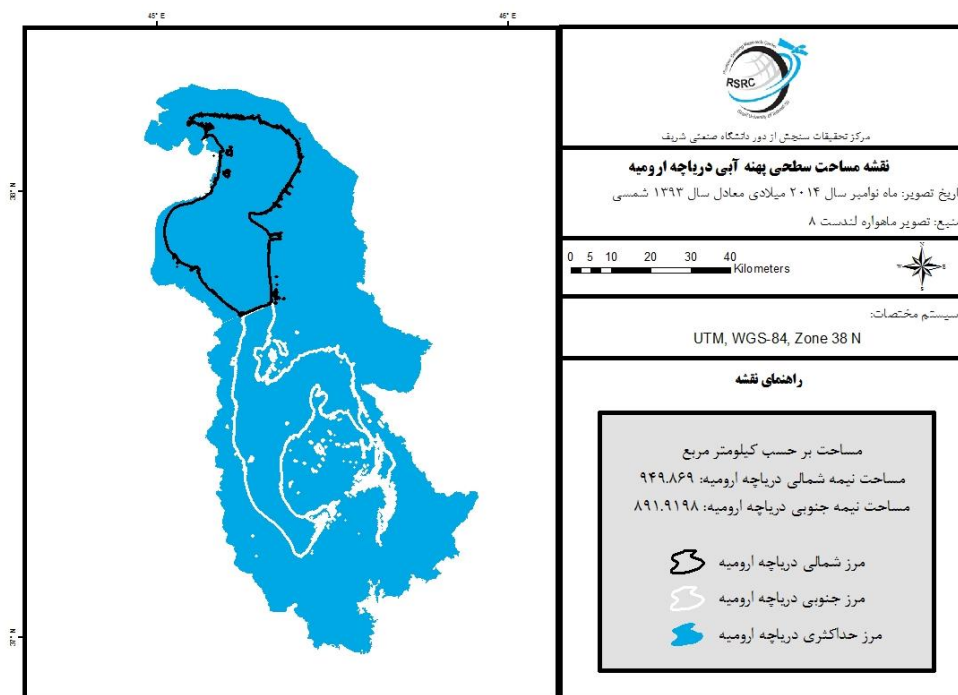 45° E
46° E
38° N
37° N
RSRC
مرکز تحقیقات سنجش از دور دانشگاه صنعتی شریف
نقشه مساحت سطحی پهنه آبی دریاچه ارومیه
اریخ تصویر: ماه نوامبر سال ۲۰۱۴ میلادی معادل سال ۱۳۹۳ شمسی
منبع: تصویر ماهواره لندست ۸
0 5 10 20 30 40
Kilometers
سیستم مختصات:
UTM, WGS-84, Zone 38 N
راهنمای نقشه
مساحت بر حسب کیلومتر مربع
مساحت نیمه شمالی دریاچه ارومیه: ۹۴۹.۸۶۹
مساحت نیمه جنوبی دریاچه ارومیه: ۸۹۱.۹۱۹۸
مرز شمالی دریاچه ارومیه
مرز جنوبی دریاچه ارومیه
مرز حداکثری دریاچه ارومیه